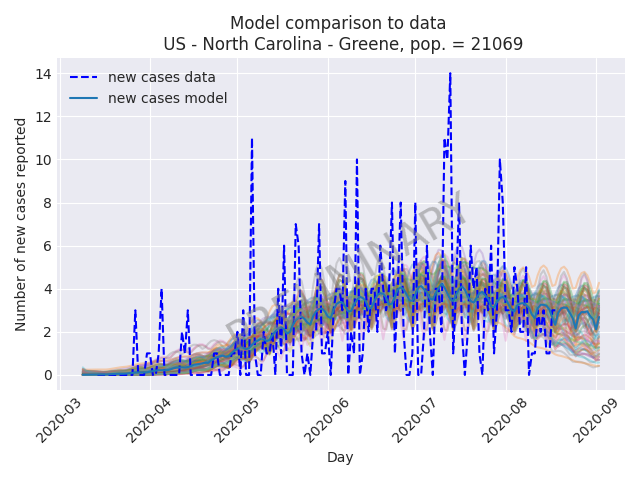 Model comparison to data
US - North Carolina - Greene, pop. = 21069
new cases data
new cases model
Number of new cases reported
14
12
10
8
6
4
2
0
PRELIMINARY
2020-03
2020-04
2020-05
2020-06
2020-07
2020-08
2020-09
Day